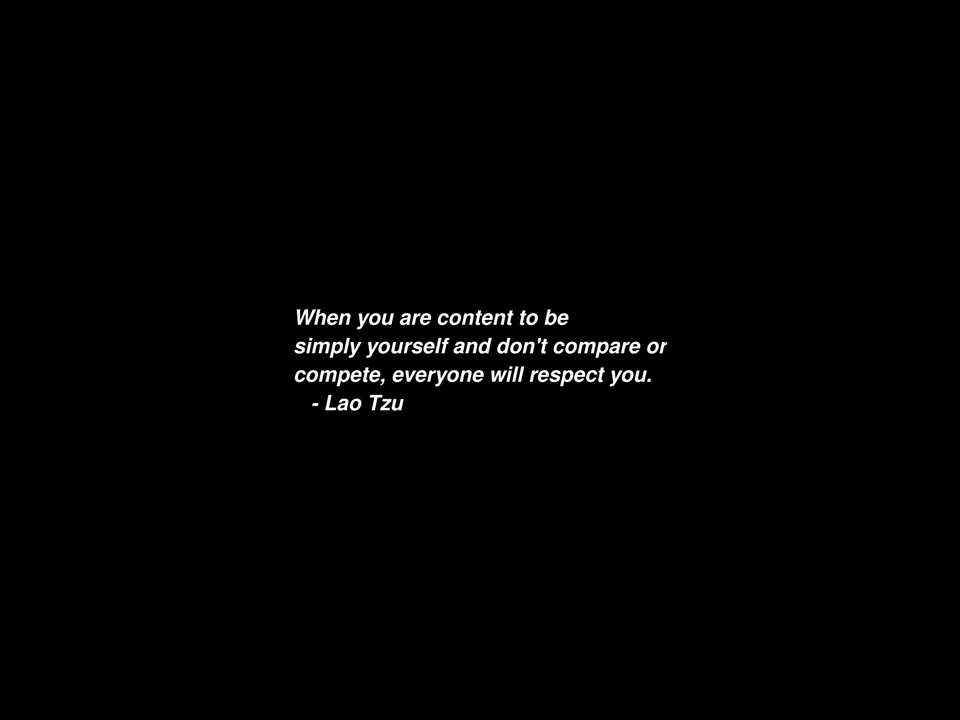 When you are content to be
simply yourself and don't compare or
compete, everyone will respect you.
- Lao Tzu